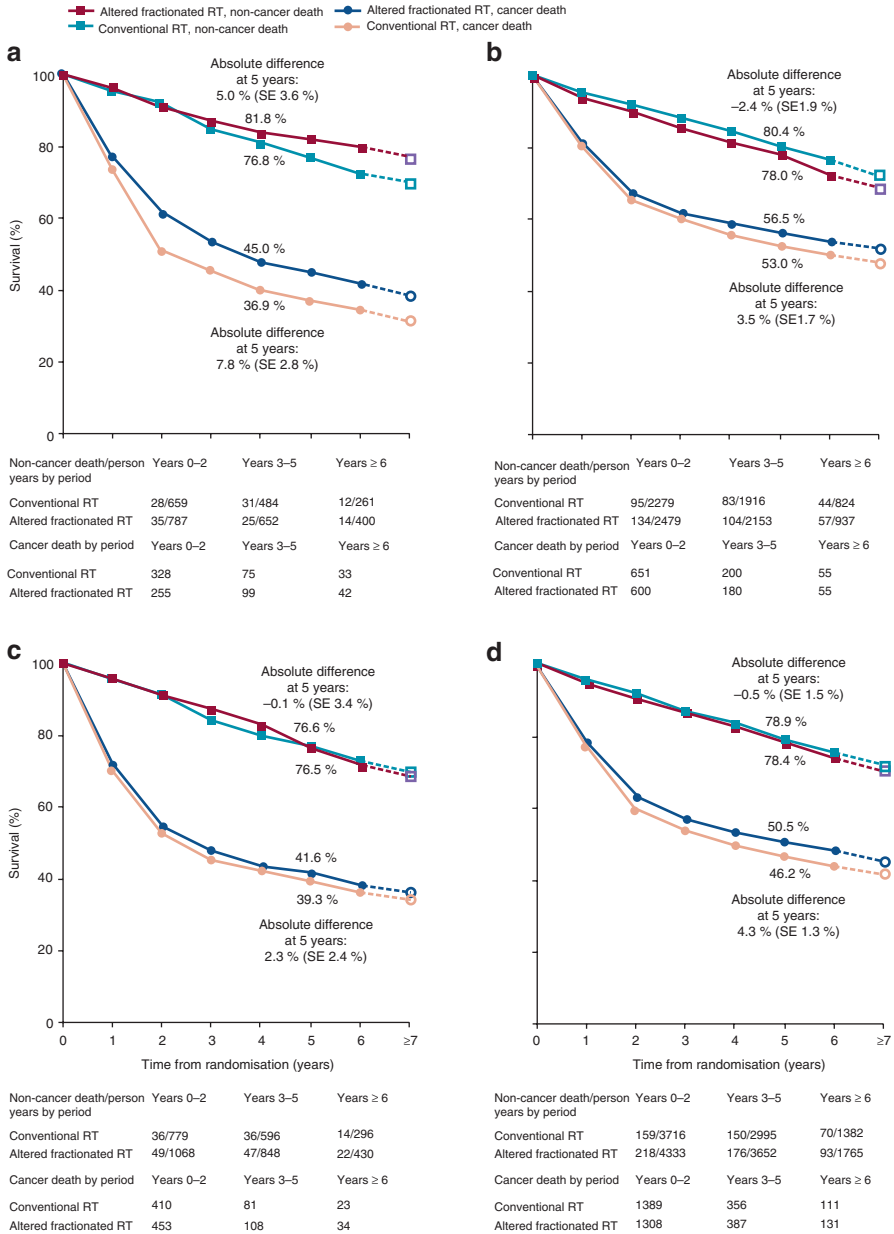 Altered fractionated RT, non-cancer death
Altered fractionated RT, cancer death
Conventional RT, non-cancer death
Conventional RT, cancer death
a
Absolute difference
at 5 years:
5.0 % (SE 3.6 %)
81.8 %
76.8 %
45.0 %
36.9 %
Absolute difference
at 5 years:
7.8 % (SE 2.8 %)
100
80
60
40
20
0
Survival (%)
Non-cancer death/person Years 0–2 Years 3–5 Years ≥ 6
years by period
Conventional RT 28/659 31/484 12/261
Altered fractionated RT 35/787 25/652 14/400
Cancer death by period Years 0–2 Years 3–5 Years ≥ 6
Conventional RT 328 75 33
Altered fractionated RT 255 99 42
b
Absolute difference
at 5 years:
–2.4 % (SE1.9 %)
80.4 %
78.0 %
56.5 %
53.0 %
Absolute difference
at 5 years:
3.5 % (SE1.7 %)
Non-cancer death/person Years 0–2 Years 3–5 Years ≥ 6
years by period
Conventional RT 95/2279 83/1916 44/824
Altered fractionated RT 134/2479 104/2153 57/937
Cancer death by period Years 0–2 Years 3–5 Years ≥ 6
Conventional RT 651 200 55
Altered fractionated RT 600 180 55
c
Absolute difference
at 5 years:
–0.1 % (SE 3.4 %)
76.6 %
76.5 %
41.6 %
39.3 %
Absolute difference
at 5 years:
2.3 % (SE 2.4 %)
100
80
60
40
20
0
Survival (%)
0 1 2 3 4 5 6 ≥7
Time from randomisation (years)
Non-cancer death/person Years 0–2 Years 3–5 Years ≥ 6
years by period
Conventional RT 36/779 36/596 14/296
Altered fractionated RT 49/1068 47/848 22/430
Cancer death by period Years 0–2 Years 3–5 Years ≥ 6
Conventional RT 410 81 23
Altered fractionated RT 453 108 34
d
Absolute difference
at 5 years:
–0.5 % (SE 1.5 %)
78.9 %
78.4 %
50.5 %
46.2 %
Absolute difference
at 5 years:
4.3 % (SE 1.3 %)
0 1 2 3 4 5 6 ≥7
Time from randomisation (years)
Non-cancer death/person Years 0–2 Years 3–5 Years ≥ 6
years by period
Conventional RT 159/3716 150/2995 70/1382
Altered fractionated RT 218/4333 176/3652 93/1765
Cancer death by period Years 0–2 Years 3–5 Years ≥ 6
Conventional RT 1389 356 111
Altered fractionated RT 1308 387 131